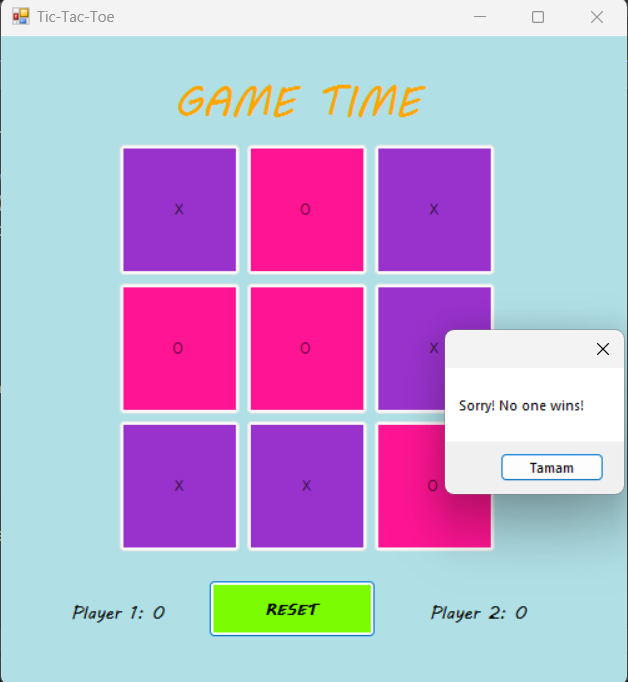 Tic-Tac-Toe
GAME TIME
X O X
O O X
Sorry! No one wins!
Tamam
X X O
Player 1: 0
RESET
Player 2: 0